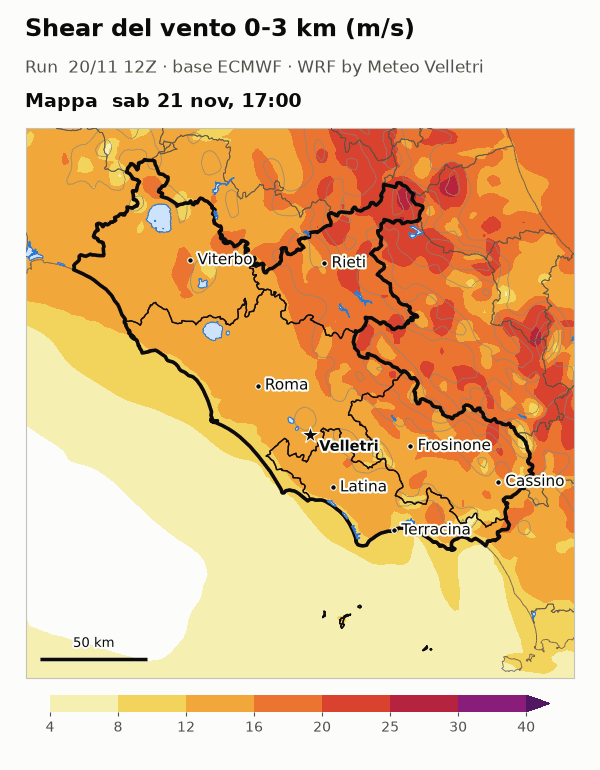 Shear del vento 0-3 km (m/s)
Run  20/11 12Z · base ECMWF · WRF by Meteo Velletri
Mappa  sab 21 nov, 17:00
Viterbo
Rieti
Roma
Velletri
Frosinone
Latina
Cassino
Terracina
50 km
4 8 12 16 20 25 30 40